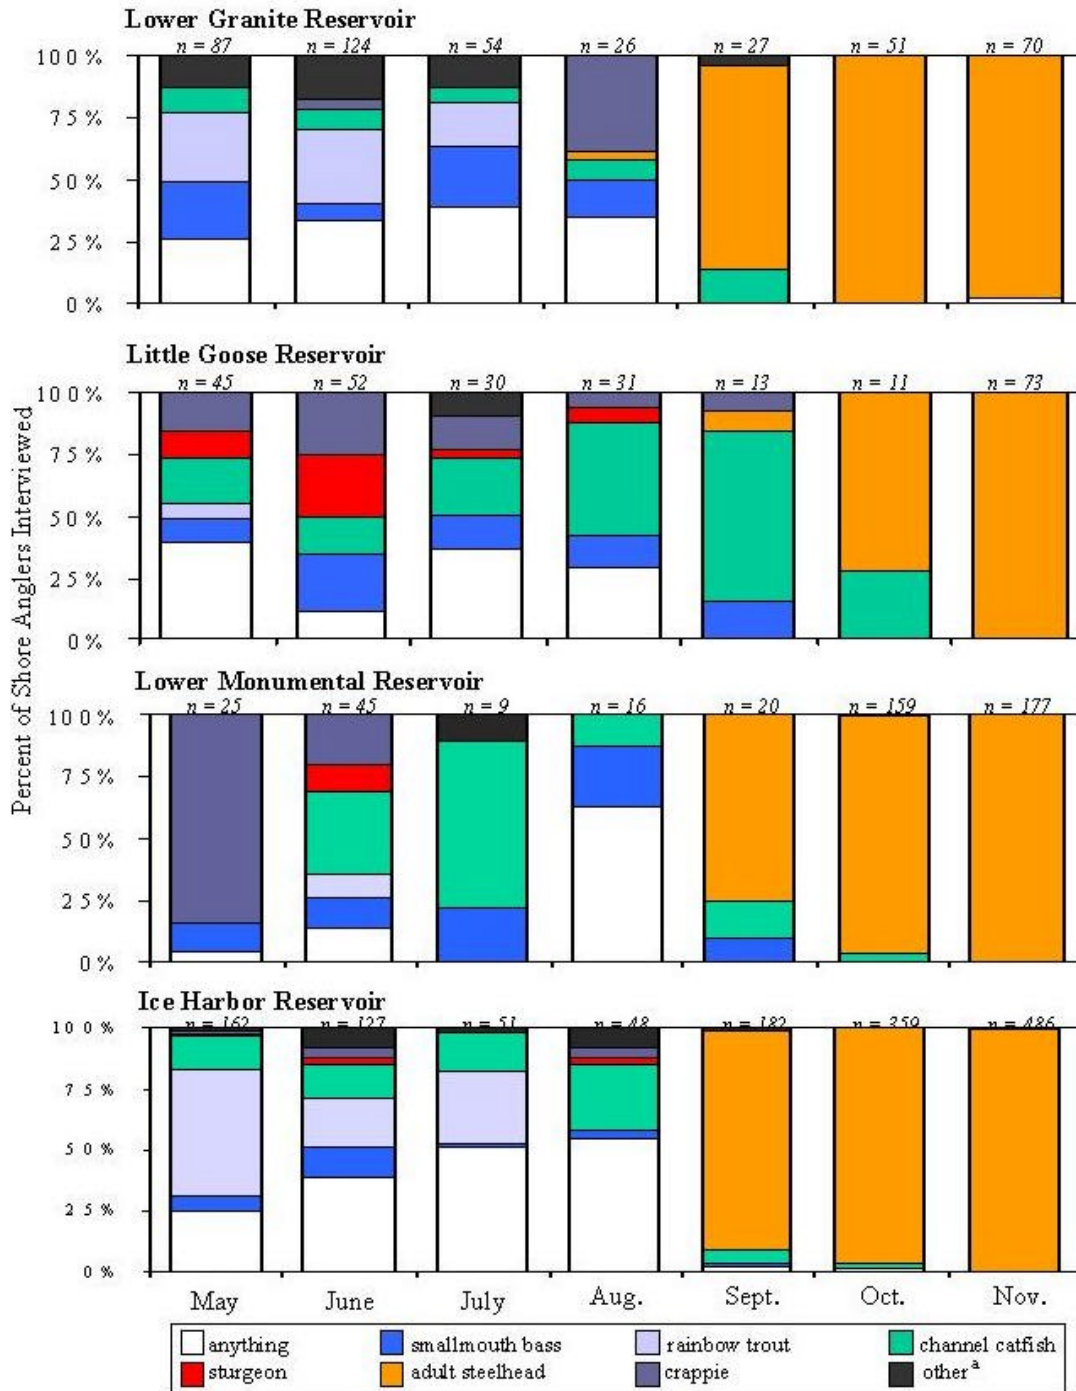 Lower Granite Reservoir
n = 87 n = 124 n = 54 n = 26 n = 27 n = 51 n = 70
100%
75%
50%
25%
0%
Little Goose Reservoir
n = 45 n = 52 n = 30 n = 31 n = 13 n = 11 n = 73
100%
75%
50%
25%
0%
Percent of Shore Anglers Interviewed
Lower Monumental Reservoir
n = 25 n = 45 n = 9 n = 16 n = 20 n = 159 n = 177
100%
75%
50%
25%
0%
Ice Harbor Reservoir
n = 162 n = 127 n = 51 n = 48 n = 182 n = 359 n = 486
100%
75%
50%
25%
0%
May June July Aug. Sept. Oct. Nov.
anything smallmouth bass rainbow trout channel catfish
sturgeon adult steelhead crappie other a